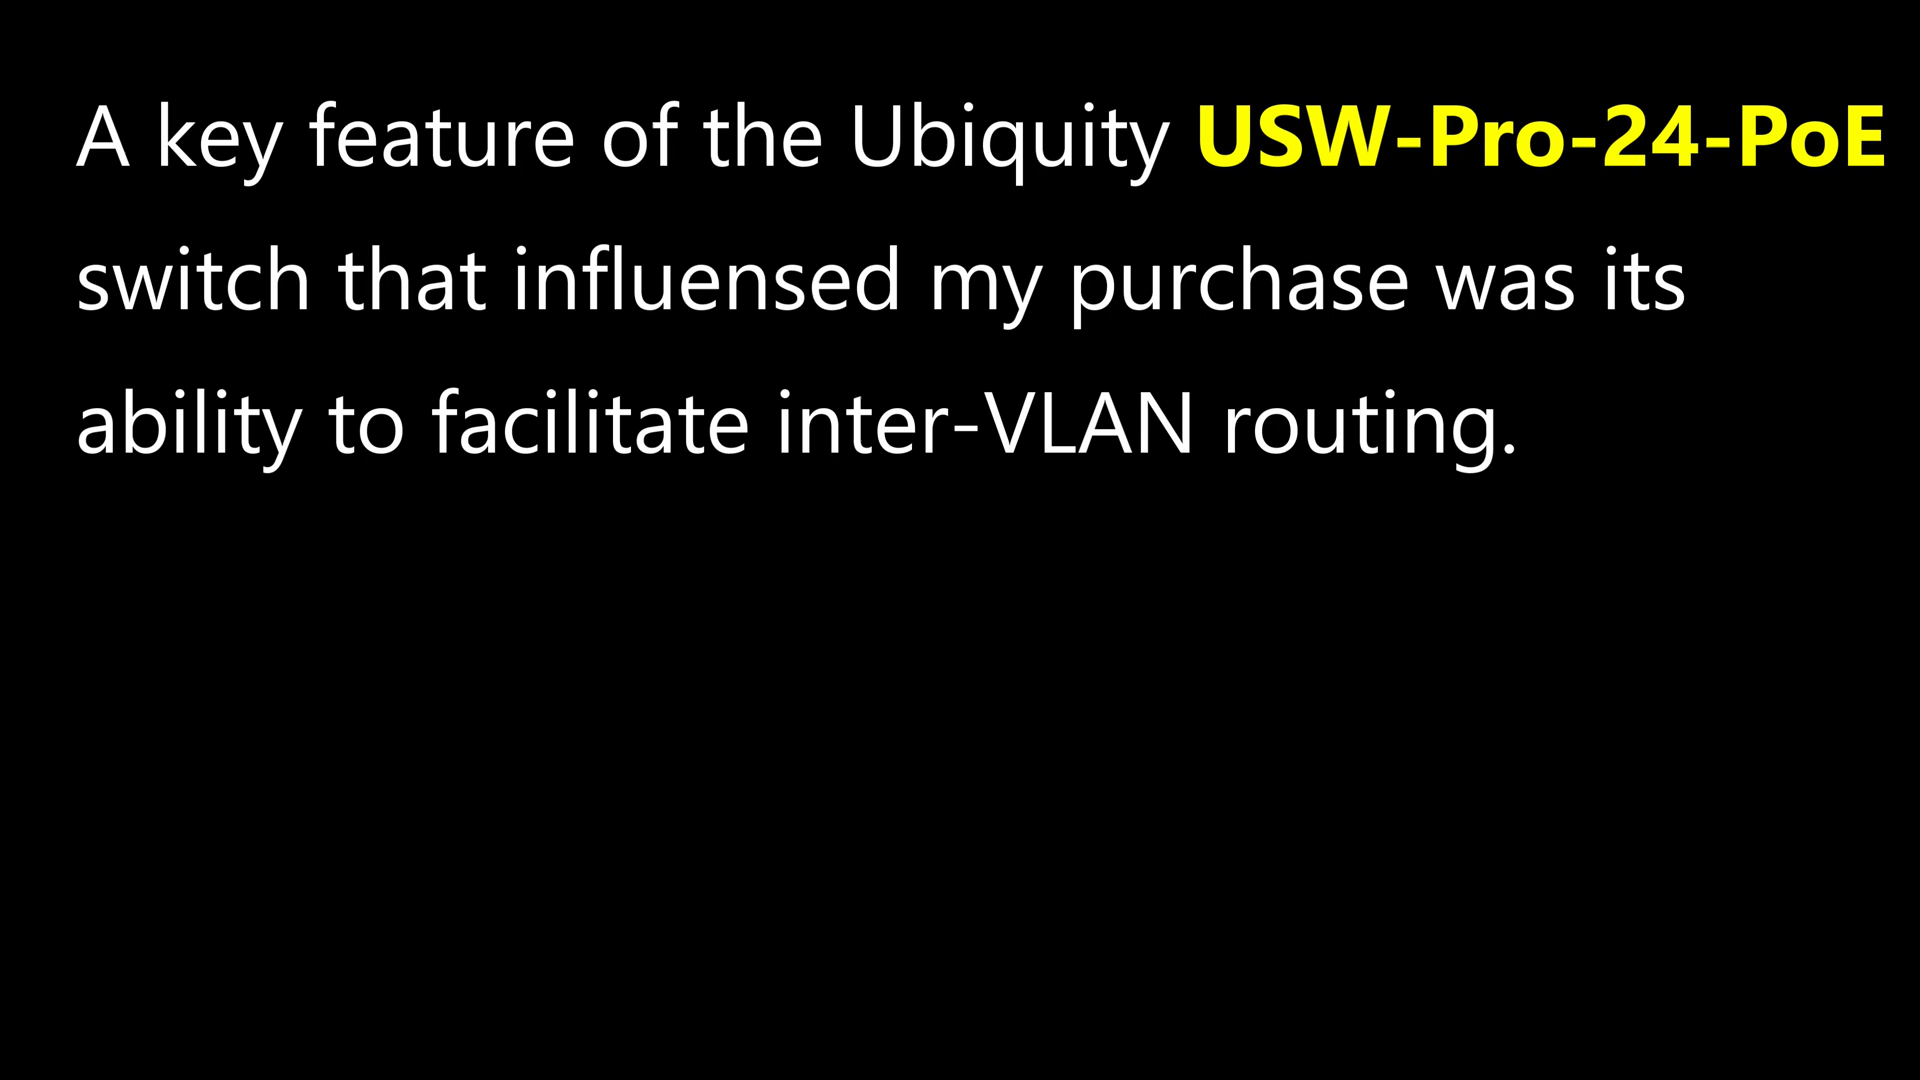 A key feature of the Ubiquity USW-Pro-24-PoE
switch that influensed my purchase was its
ability to facilitate inter-VLAN routing.